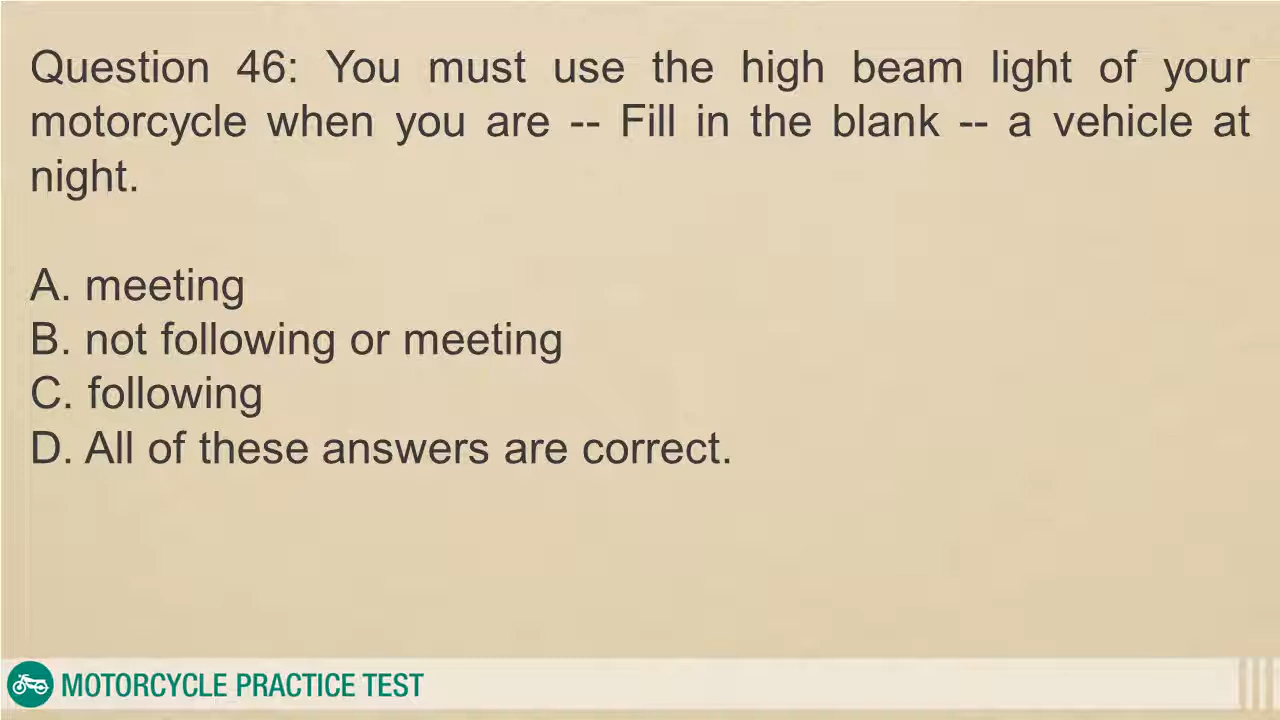 Question 46: You must use the high beam light of your
motorcycle when you are -- Fill in the blank -- a vehicle at
night.
A. meeting
B. not following or meeting
C. following
D. All of these answers are correct.
MOTORCYCLE PRACTICE TEST